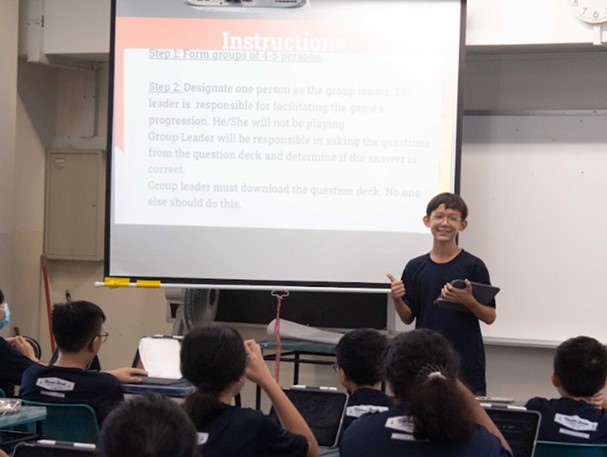 Instructions
Step 1: Form groups of 4-5 persons.
Step 2: Designate one person as the group leader. The
leader is responsible for facilitating the game's
progression. He/She will not be playing.
Group Leader will be responsible in asking the questions
from the question deck and determine if the answer is
correct.
Group leader must download the question deck. No one
else should do this.